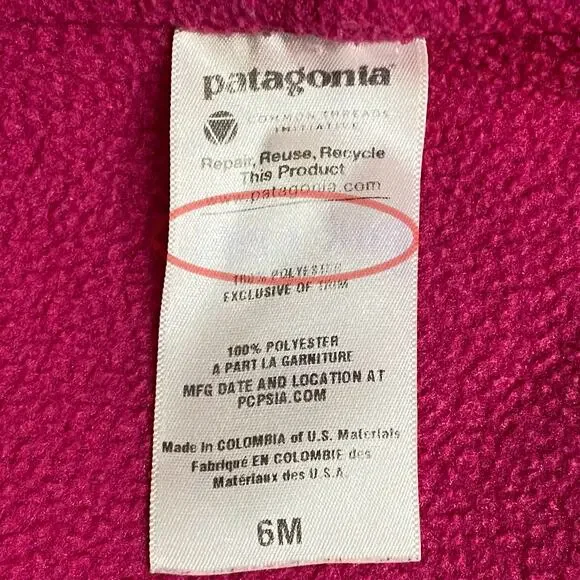 patagonia
COMMON THREADS
INITIATIVE
Repair, Reuse, Recycle
This Product
www.patagonia.com
100% POLYESTER
EXCLUSIVE OF TRIM
100% POLYESTER
A PART LA GARNITURE
MFG DATE AND LOCATION AT
PCPSIA.COM
Made in COLOMBIA of U.S. Materials
Fabriqué EN COLOMBIE des
Matériaux des U.S.A.
6M